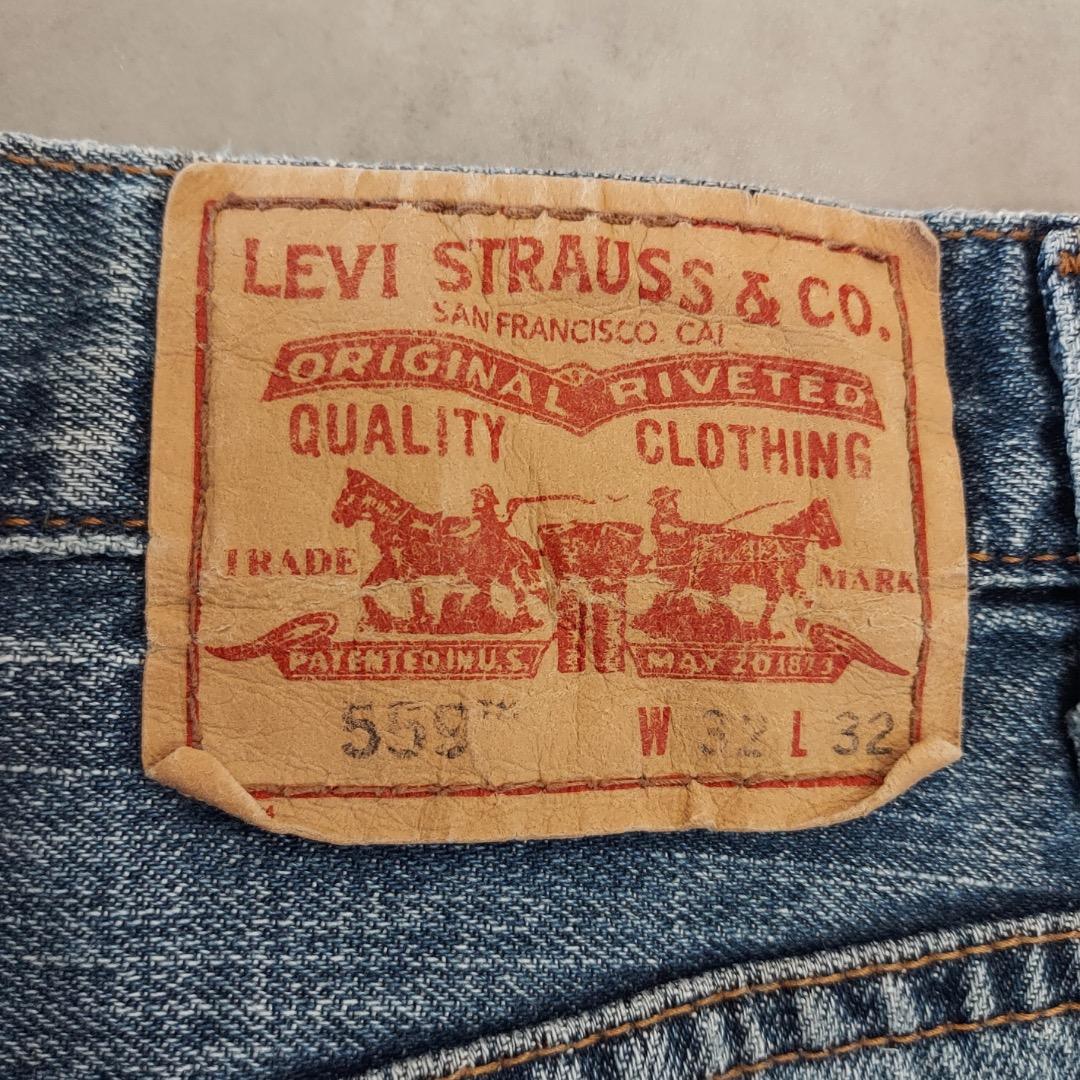 LEVI STRAUSS & CO.
SAN FRANCISCO. CAL
ORIGINAL RIVETED
QUALITY CLOTHING
TRADE MARK
PATENTED IN U.S. MAY 20 1873
559™ W 32 L 32
4